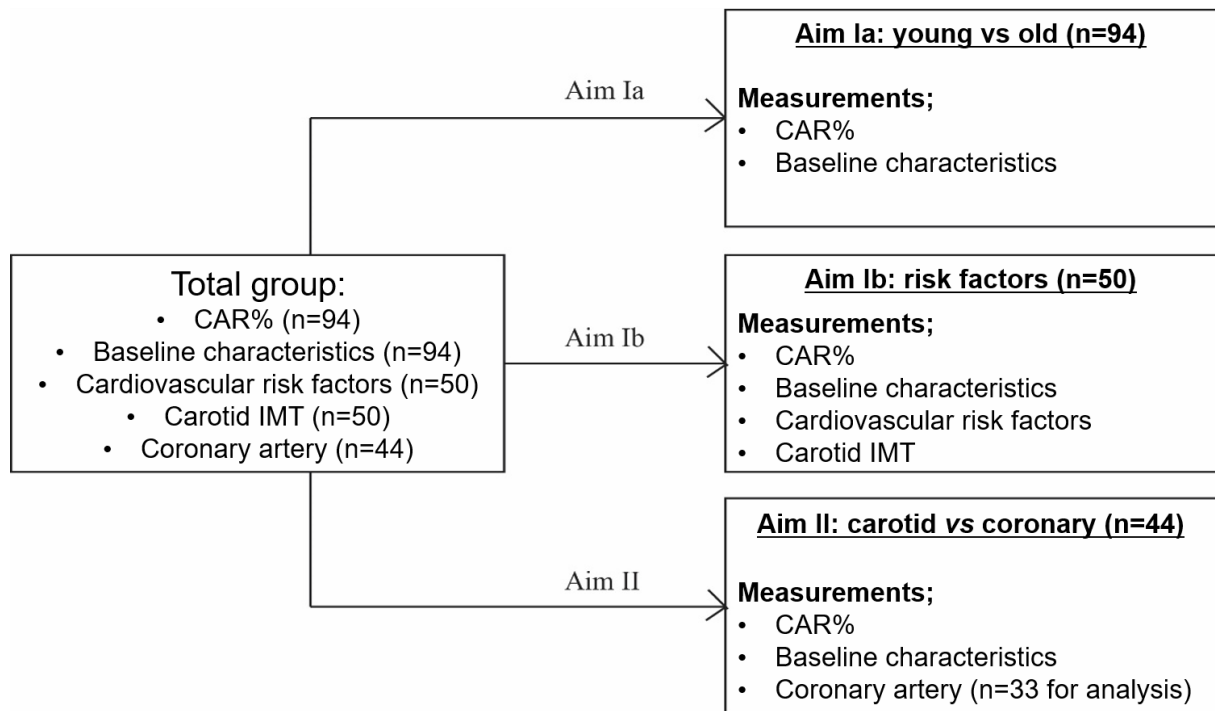 Total group:
• CAR% (n=94)
• Baseline characteristics (n=94)
• Cardiovascular risk factors (n=50)
• Carotid IMT (n=50)
• Coronary artery (n=44)
Aim Ia
Aim Ia: young vs old (n=94)
Measurements;
• CAR%
• Baseline characteristics
Aim Ib
Aim Ib: risk factors (n=50)
Measurements;
• CAR%
• Baseline characteristics
• Cardiovascular risk factors
• Carotid IMT
Aim II
Aim II: carotid vs coronary (n=44)
Measurements;
• CAR%
• Baseline characteristics
• Coronary artery (n=33 for analysis)